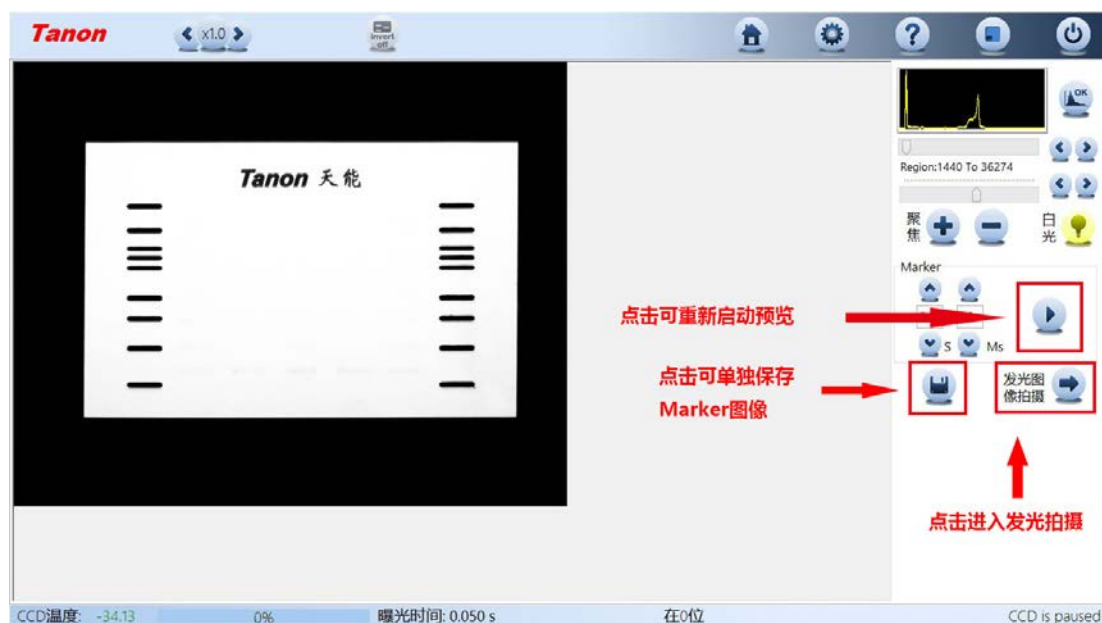 Tanon
x1.0
Invert
off
?
OK
Tanon 天能
Region:1440 To 36274
聚
焦
白
光
Marker
S
Ms
点击可重新启动预览
点击可单独保存
Marker图像
发光图
像拍摄
点击进入发光拍摄
CCD温度: -34.13
0%
曝光时间: 0.050 s
在0位
CCD is paused